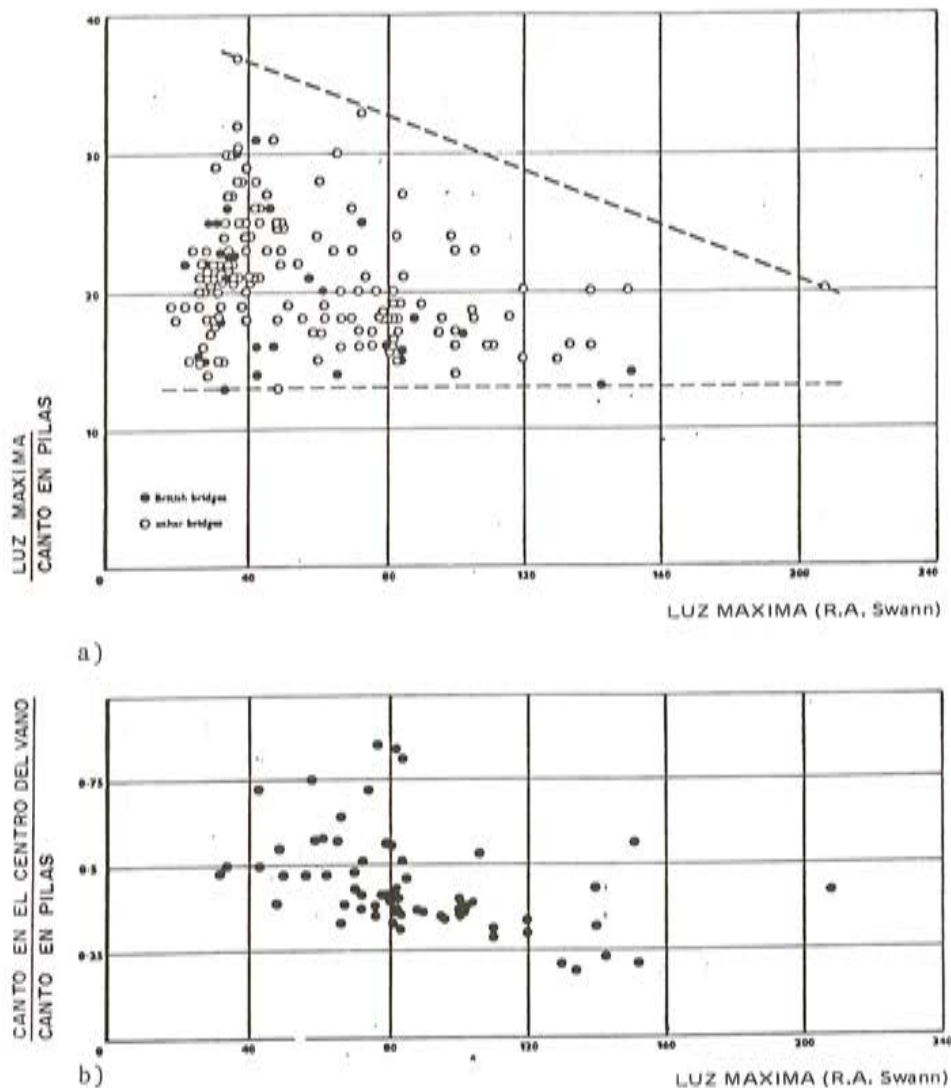 LUZ MAXIMA
CANTO EN PILAS
40
30
20
10
● British bridges
○ other bridges
0 40 80 120 160 200 240
LUZ MAXIMA (R.A. Swann)
a)
CANTO EN EL CENTRO DEL VANO
CANTO EN PILAS
0·75
0·5
0·25
0
0 40 80 120 160 200 240
LUZ MAXIMA (R.A. Swann)
b)